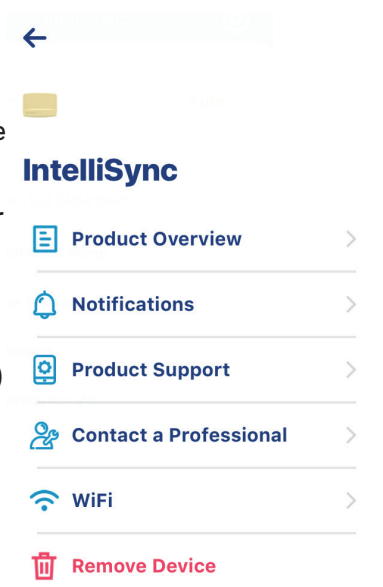 IntelliSync
Product Overview
Notifications
Product Support
Contact a Professional
WiFi
Remove Device